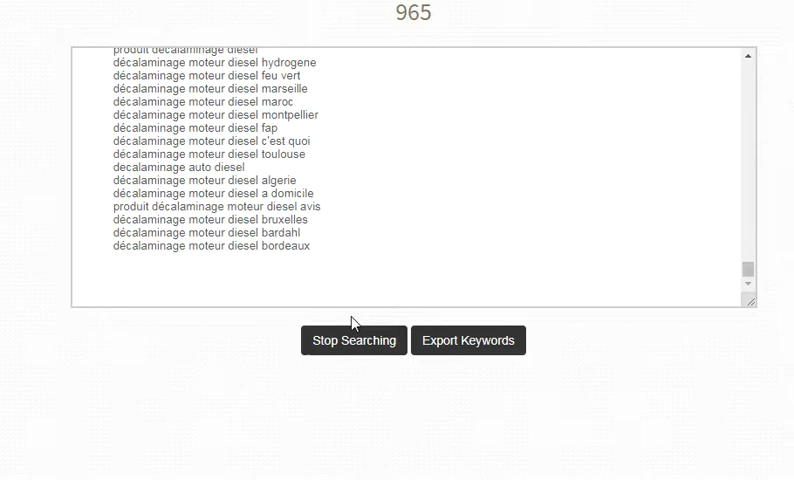 965
produit décalaminage diesel
décalaminage moteur diesel hydrogene
décalaminage moteur diesel feu vert
décalaminage moteur diesel marseille
décalaminage moteur diesel maroc
décalaminage moteur diesel montpellier
décalaminage moteur diesel fap
décalaminage moteur diesel c'est quoi
décalaminage moteur diesel toulouse
decalaminage auto diesel
décalaminage moteur diesel algerie
décalaminage moteur diesel a domicile
produit décalaminage moteur diesel avis
décalaminage moteur diesel bruxelles
décalaminage moteur diesel bardahl
décalaminage moteur diesel bordeaux
Stop Searching Export Keywords